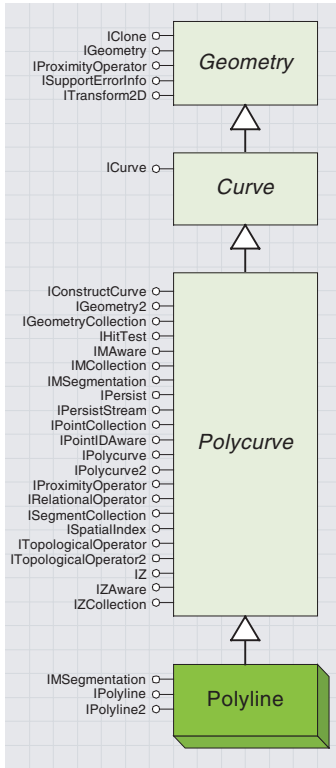 IClone
IGeometry
IProximityOperator
ISupportErrorInfo
ITransform2D
Geometry
ICurve
Curve
IConstructCurve
IGeometry2
IGeometryCollection
IHitTest
IMAware
IMCollection
IMSegmentation
IPersist
IPersistStream
IPointCollection
IPointIDAware
IPolycurve
IPolycurve2
IProximityOperator
IRelationalOperator
ISegmentCollection
ISpatialIndex
ITopologicalOperator
ITopologicalOperator2
IZ
IZAware
IZCollection
Polycurve
IMSegmentation
IPolyline
IPolyline2
Polyline